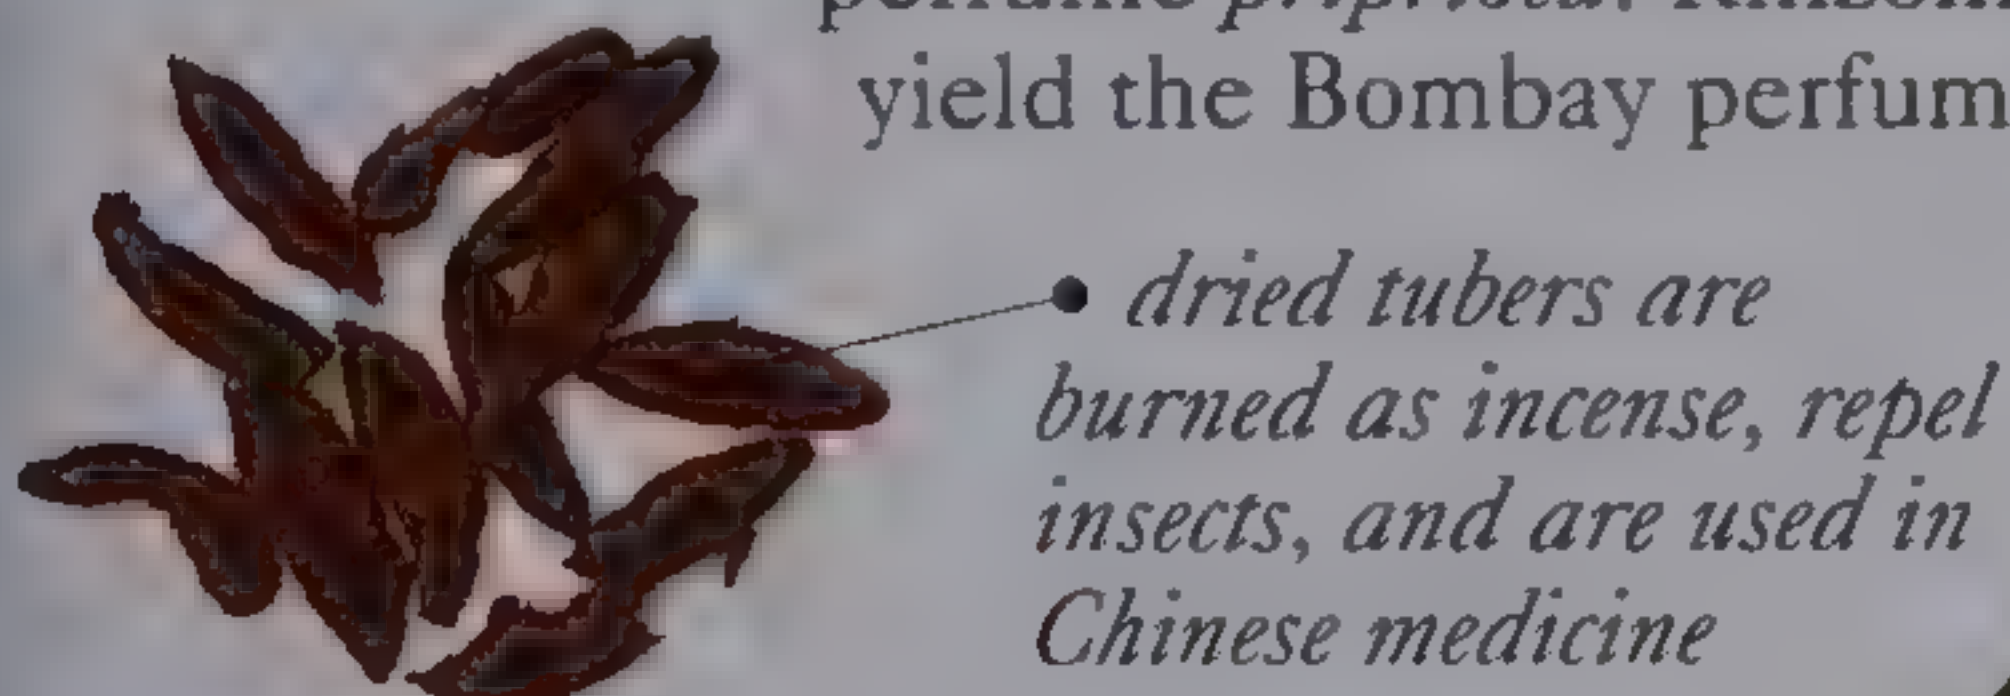 yield the Bombay perfum
dried tubers are
burned as incense, repel
insects, and are used in
Chinese medicine